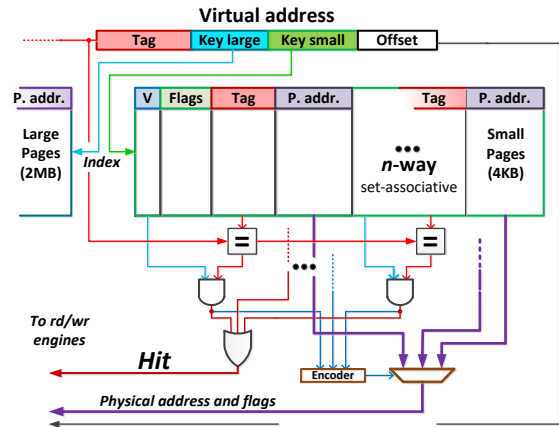 Virtual address
Tag Key large Key small Offset
P. addr. V Flags Tag P. addr. Tag P. addr.
Large
Pages
(2MB)
Index
•••
n-way
set-associative
Small
Pages
(4KB)
= =
•••
To rd/wr
engines
Hit
Encoder
Physical address and flags